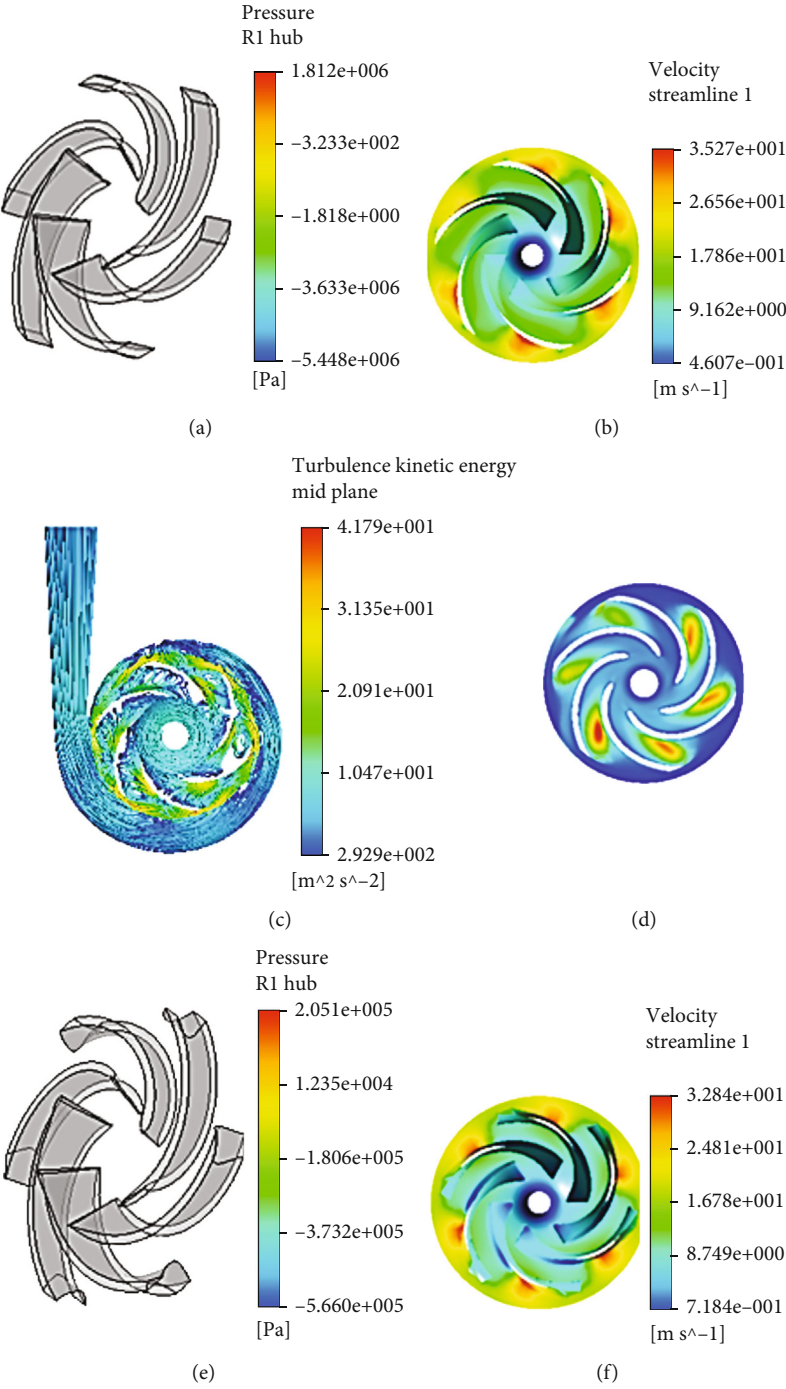 Pressure
R1 hub
1.812e+006
−3.233e+002
−1.818e+000
−3.633e+006
−5.448e+006
[Pa]
(a)
Velocity
streamline 1
3.527e+001
2.656e+001
1.786e+001
9.162e+000
4.607e−001
[m s^−1]
(b)
Turbulence kinetic energy
mid plane
4.179e+001
3.135e+001
2.091e+001
1.047e+001
2.929e+002
[m^2 s^−2]
(c)
(d)
Pressure
R1 hub
2.051e+005
1.235e+004
−1.806e+005
−3.732e+005
−5.660e+005
[Pa]
(e)
Velocity
streamline 1
3.284e+001
2.481e+001
1.678e+001
8.749e+000
7.184e−001
[m s^−1]
(f)